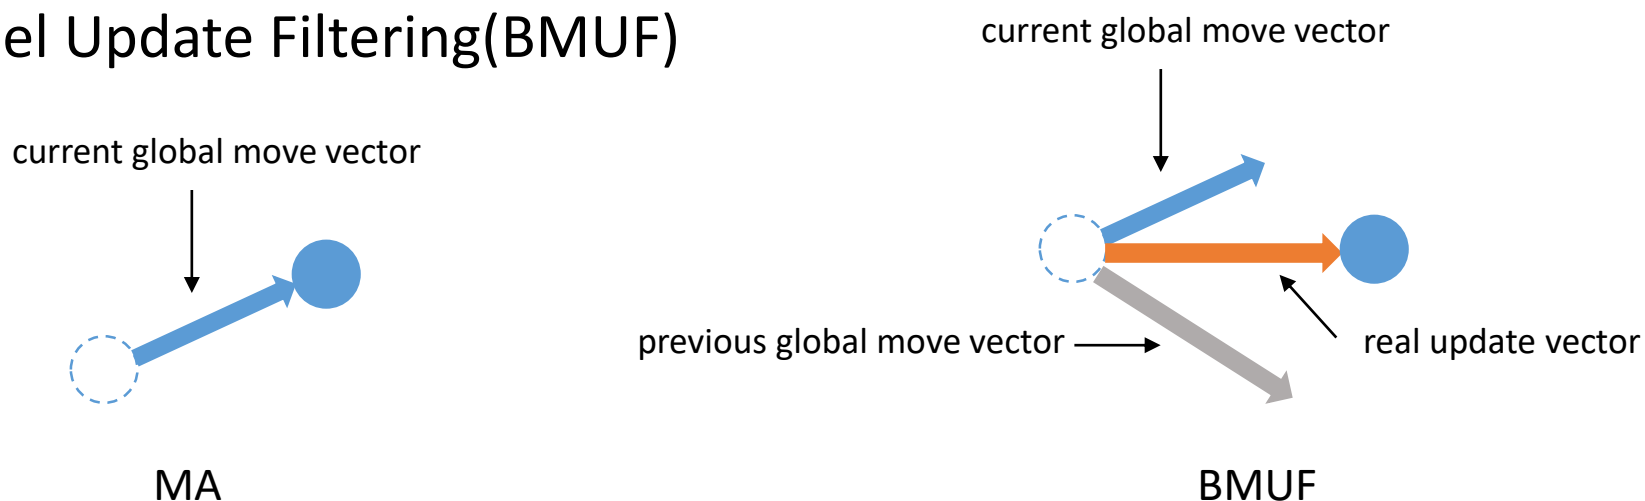 el Update Filtering(BMUF)
current global move vector
current global move vector
previous global move vector
real update vector
MA
BMUF